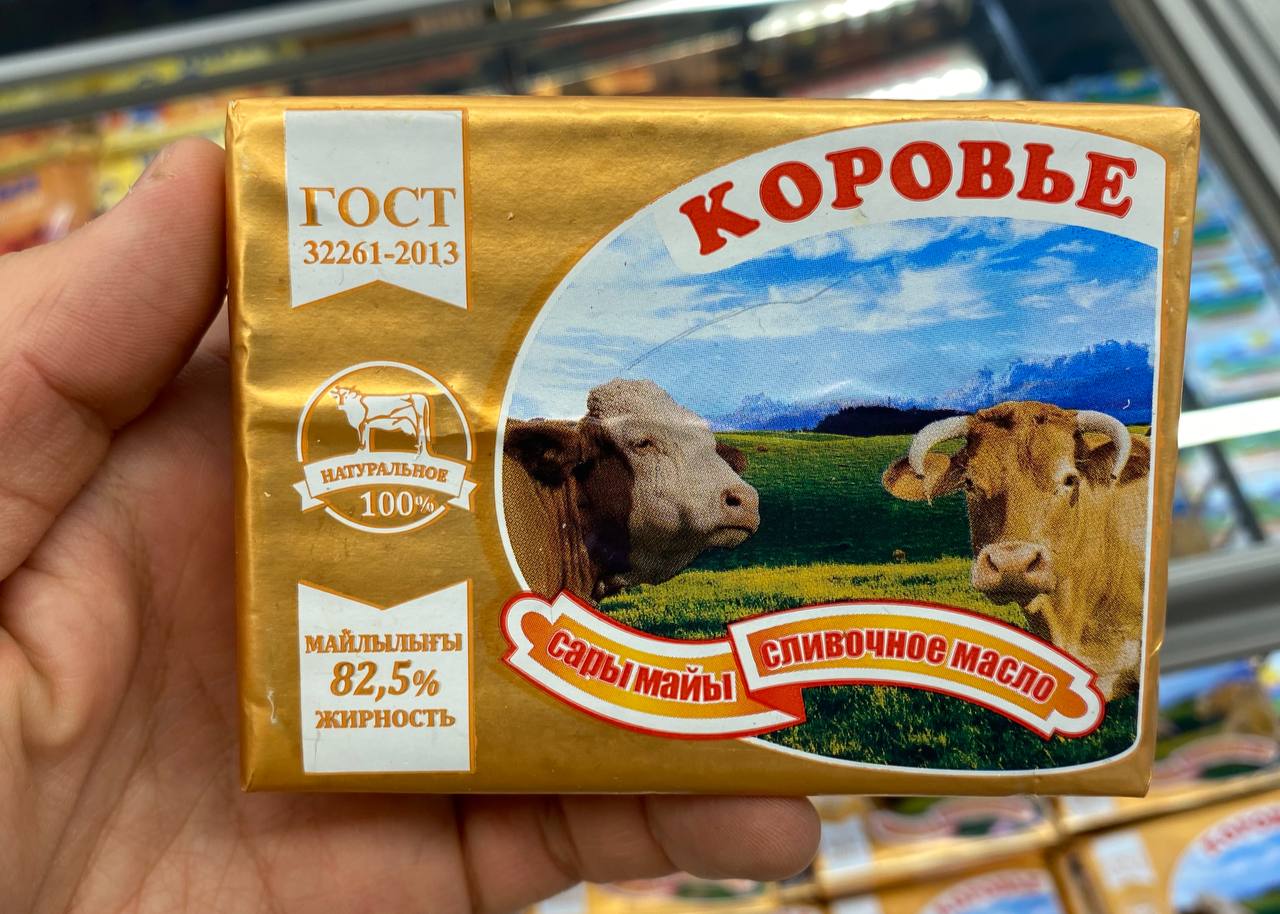 ГОСТ
32261-2013
КОРОВЬЕ
НАТУРАЛЬНОЕ
100%
МАЙЛЫЛЫҒЫ
82,5%
ЖИРНОСТЬ
сары майы
сливочное масло